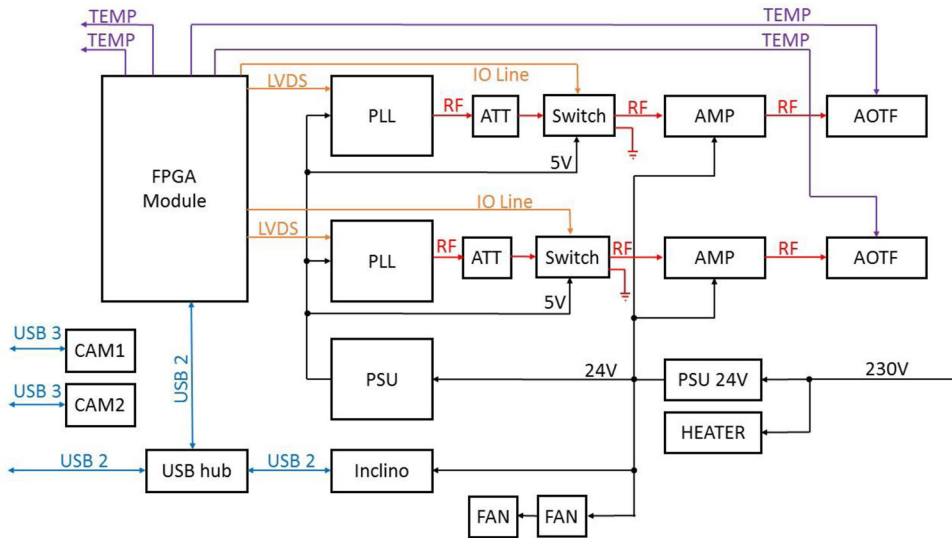 TEMP
TEMP
TEMP
TEMP
FPGA
Module
LVDS
IO Line
PLL
RF
ATT
Switch
RF
AMP
RF
AOTF
5V
IO Line
LVDS
PLL
RF
ATT
Switch
RF
AMP
RF
AOTF
5V
USB 3
CAM1
USB 2
PSU
24V
PSU 24V
230V
USB 3
CAM2
HEATER
USB 2
USB hub
USB 2
Inclino
FAN
FAN